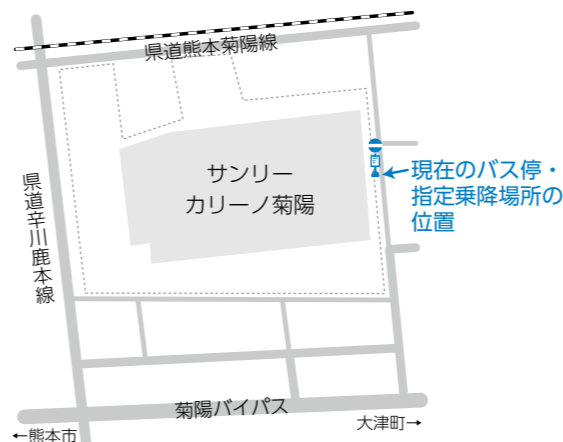 県道熊本菊陽線
サンリー
カリーノ菊陽
現在のバス停・
指定乗降場所の
位置
県道辛川鹿本線
菊陽バイパス
←熊本市
大津町→